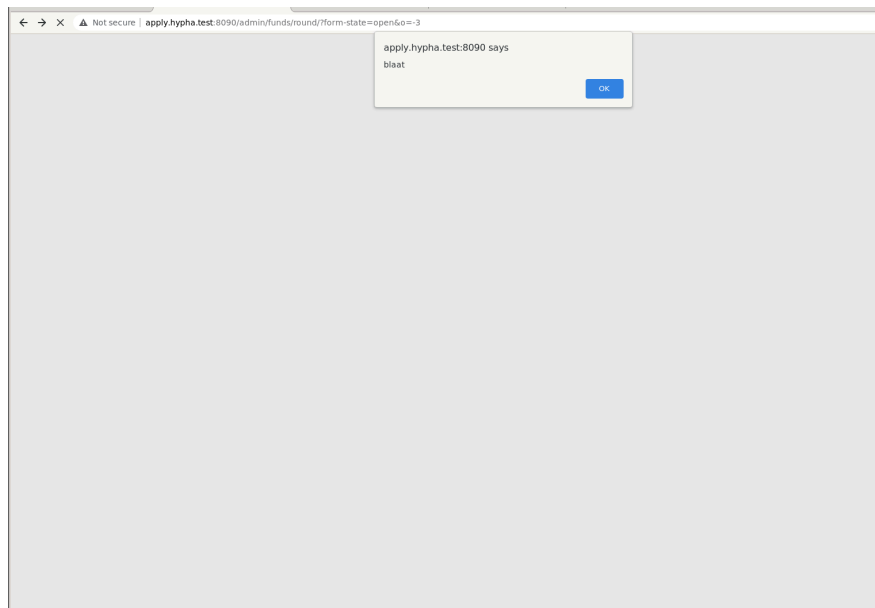 Not secure | apply.hypha.test:8090/admin/funds/round/?form-state=open&o=-3
apply.hypha.test:8090 says
blaat
OK